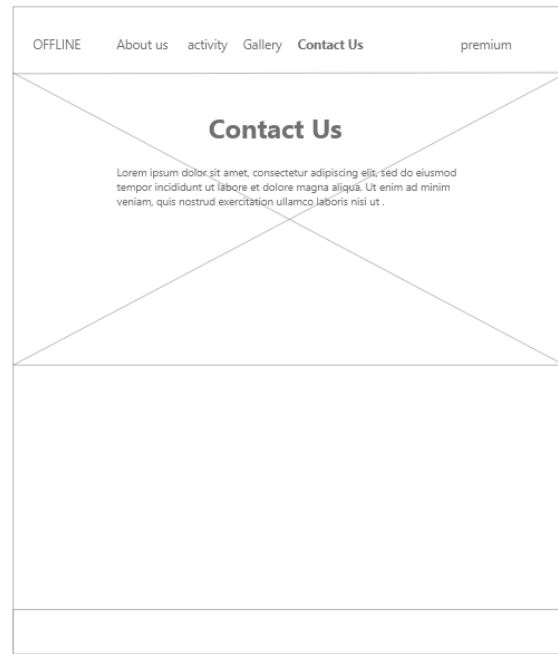 OFFLINE About us activity Gallery Contact Us premium
Contact Us
Lorem ipsum dolor sit amet, consectetur adipiscing elit, sed do eiusmod
tempor incididunt ut labore et dolore magna aliqua. Ut enim ad minim
veniam, quis nostrud exercitation ullamco laboris nisi ut .